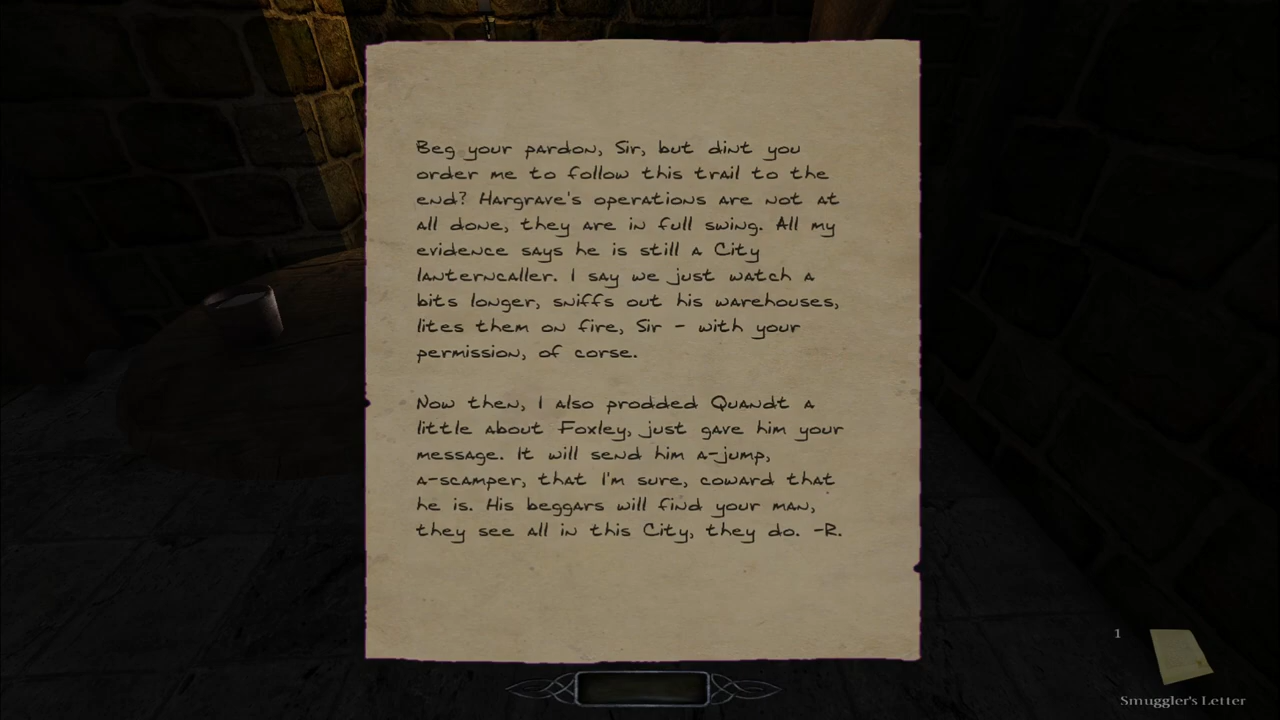 Beg your pardon, Sir, but dint you
order me to follow this trail to the
end? Hargrave's operations are not at
all done, they are in full swing. All my
evidence says he is still a City
lanterncaller. I say we just watch a
bits longer, sniffs out his warehouses,
lites them on fire, Sir - with your
permission, of corse.
Now then, I also prodded Quandt a
little about Foxley, just gave him your
message. It will send him a-jump,
a-scamper, that I'm sure, coward that
he is. His beggars will find your man,
they see all in this City, they do. -R.
1
Smuggler's Letter